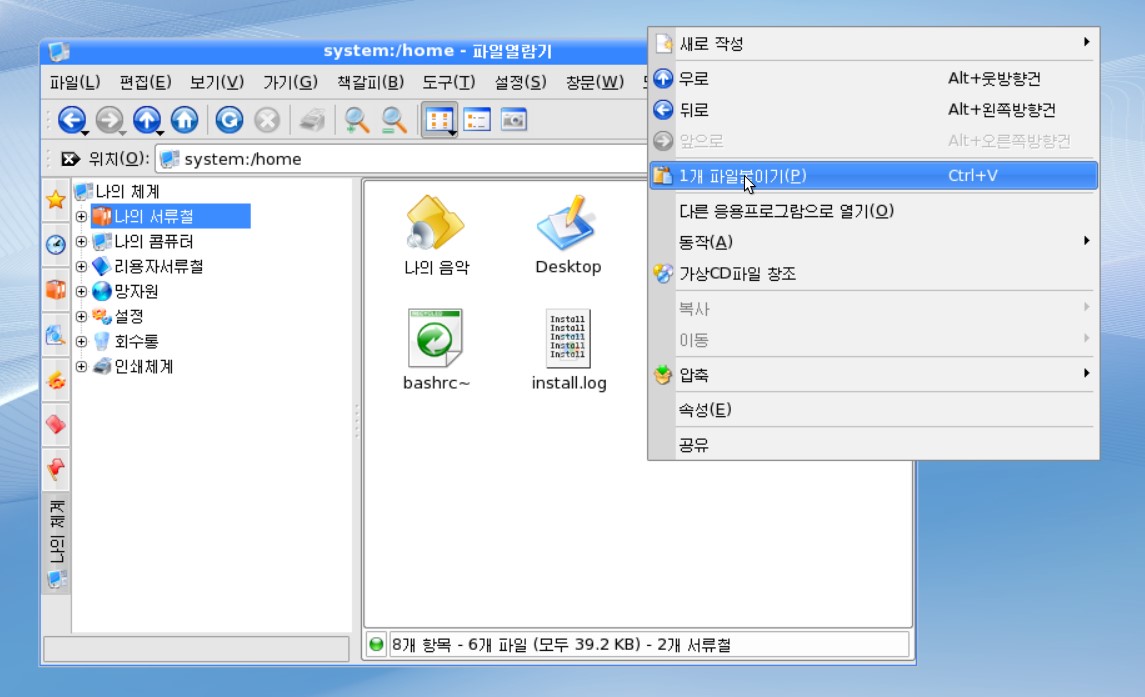 system:/home - 파일열람기
파일(L) 편집(E) 보기(V) 가기(G) 책갈피(B) 도구(T) 설정(S) 창문(W)
위치(O): system:/home
나의 체계
나의 서류철
나의 콤퓨터
리용자서류철
망자원
설정
회수통
인쇄체계
나의 체계
나의 음악
Desktop
bashrc~
install.log
Install
Install
Install
Install
Install
8개 항목 - 6개 파일 (모두 39.2 KB) - 2개 서류철
새로 작성
우로 Alt+웃방향건
뒤로 Alt+왼쪽방향건
앞으로 Alt+오른쪽방향건
1개 파일붙이기(P) Ctrl+V
다른 응용프로그람으로 열기(O)
동작(A)
가상CD파일 창조
복사
이동
압축
속성(E)
공유